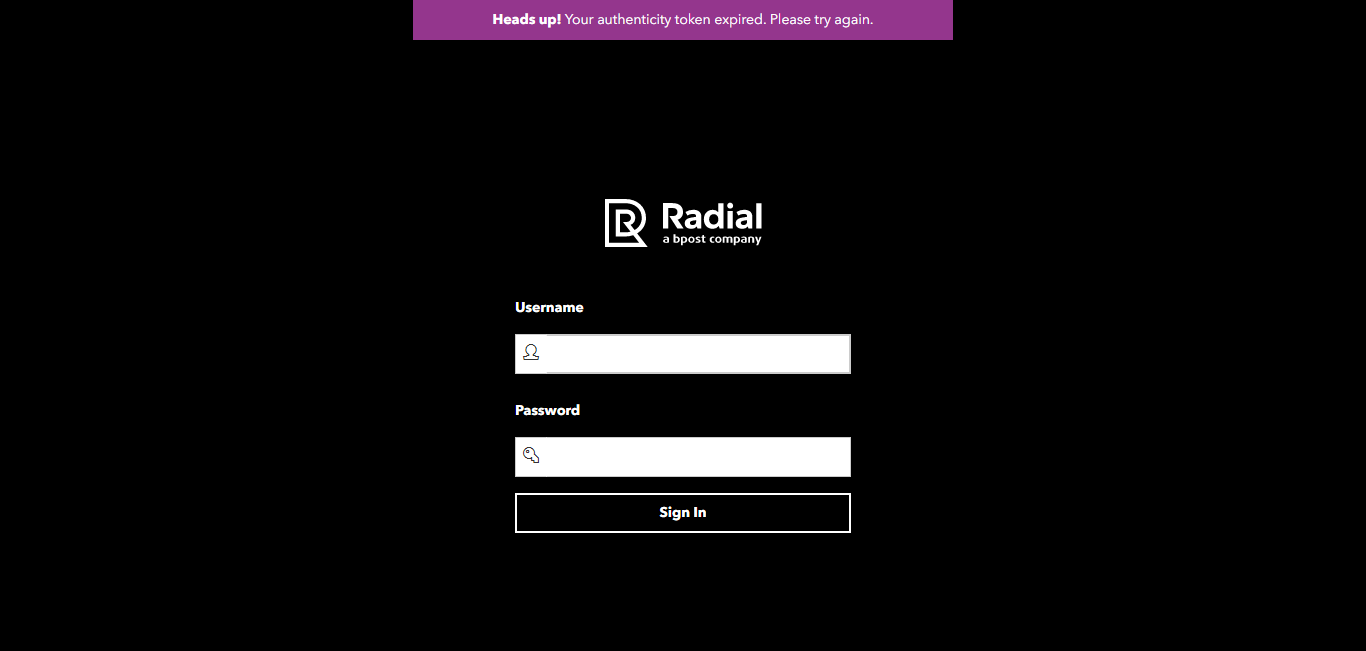 Heads up! Your authenticity token expired. Please try again.
Radial
a bpost company
Username
Password
Sign In